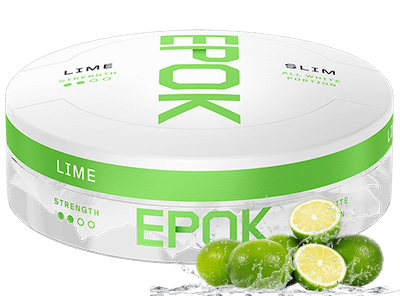 LIME
STRENGTH
EPOK
SLIM
ALL WHITE
PORTION
LIME
STRENGTH
EPOK